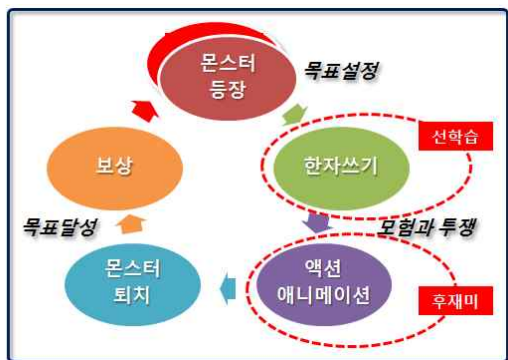 몬스터
등장
목표설정
선학습
한자쓰기
보상
모험과 투쟁
목표달성
액션
애니메이션
몬스터
퇴치
후재미